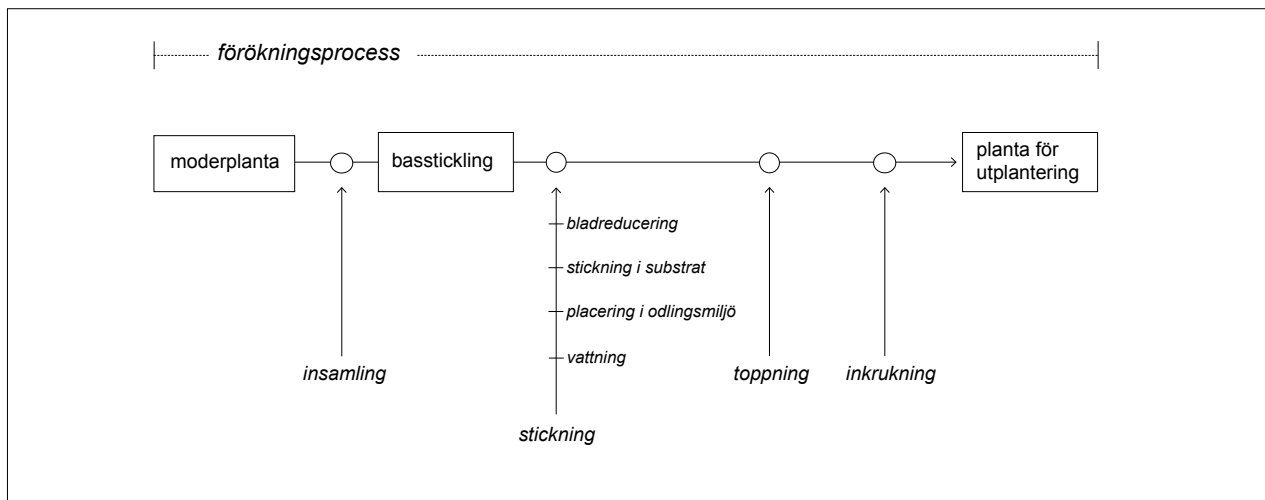 förökningsprocess
moderplanta
basstickling
planta för
utplantering
bladreducering
stickning i substrat
placering i odlingsmiljö
vattning
insamling
toppning
inkrukning
stickning